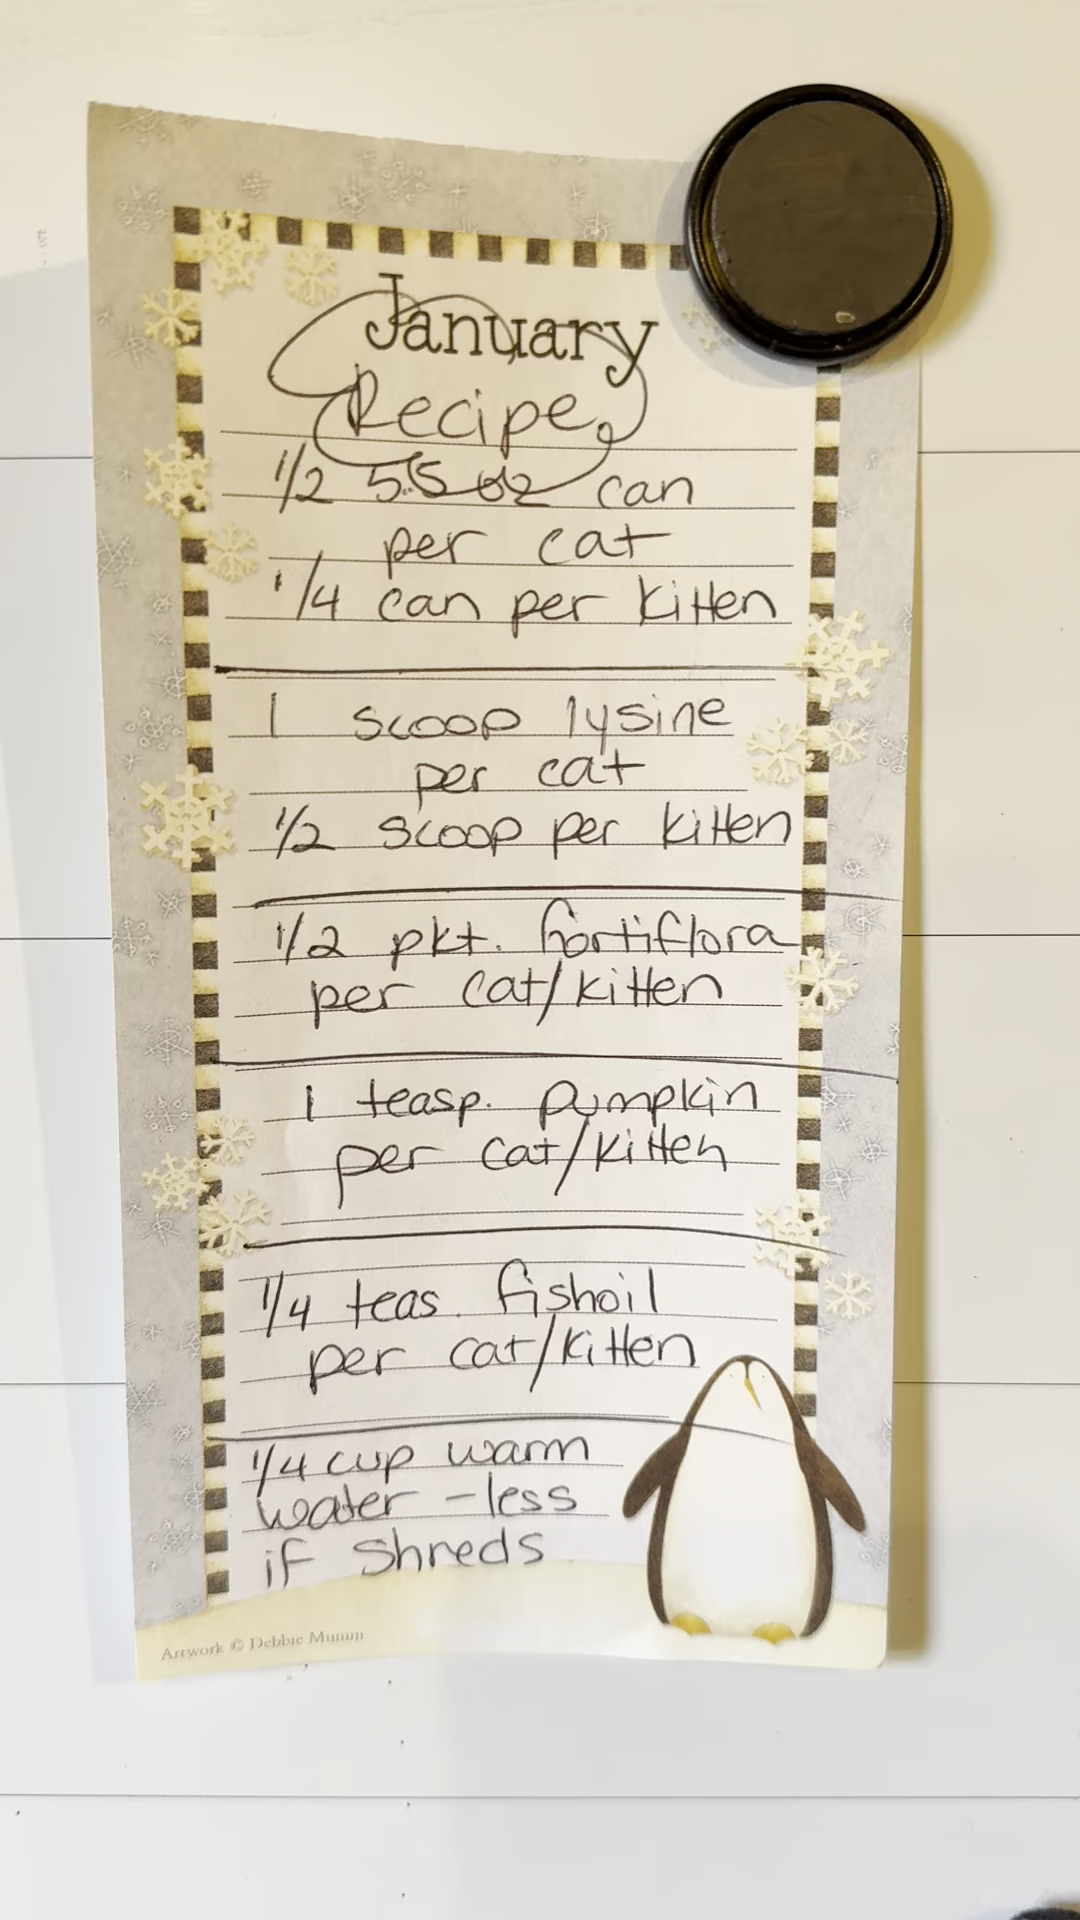 January
Recipe
1/2 5.5 oz can
per cat
1/4 can per kitten
1 scoop lysine
per cat
1/2 scoop per kitten
1/2 pkt. fortiflora
per cat/kitten
1 teasp. pumpkin
per cat/kitten
1/4 teas. fishoil
per cat/kitten
1/4 cup warm
water - less
if shreds
Artwork © Debbie Mumm